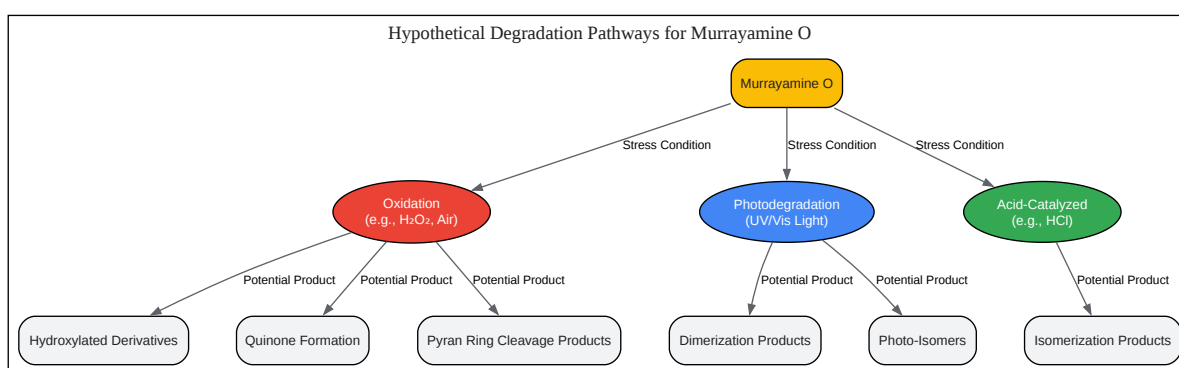 Hypothetical Degradation Pathways for Murrayamine O
Murrayamine O
Stress Condition
Stress Condition
Stress Condition
Oxidation
(e.g., H₂O₂, Air)
Photodegradation
(UV/Vis Light)
Acid-Catalyzed
(e.g., HCl)
Potential Product
Potential Product
Potential Product
Potential Product
Potential Product
Potential Product
Hydroxylated Derivatives
Quinone Formation
Pyran Ring Cleavage Products
Dimerization Products
Photo-Isomers
Isomerization Products